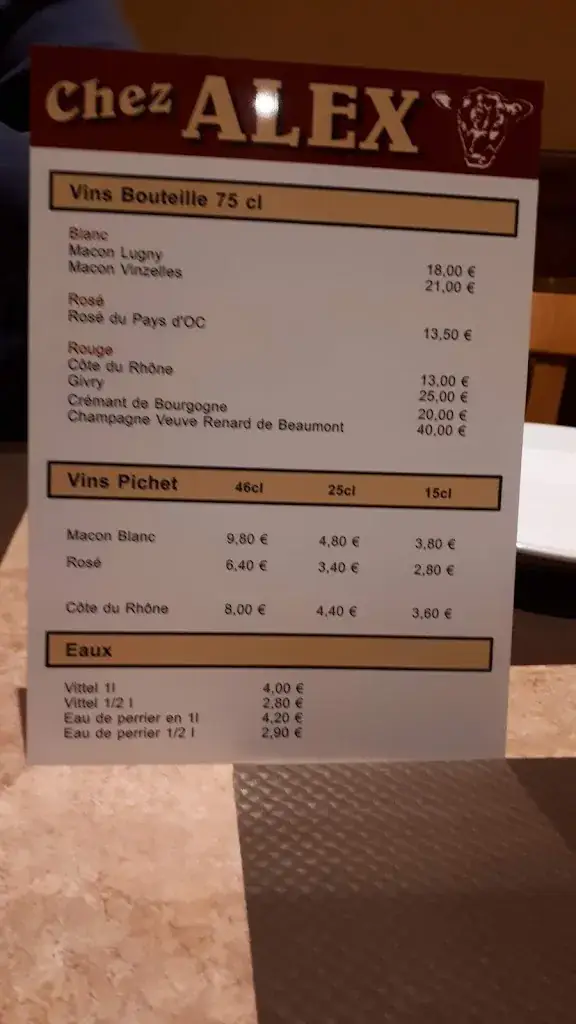 Chez ALEX
Vins Bouteille 75 cl
Blanc
Macon Lugny 18,00 €
Macon Vinzelles 21,00 €
Rosé
Rosé du Pays d'OC 13,50 €
Rouge
Côte du Rhône 13,00 €
Givry 25,00 €
Crémant de Bourgogne 20,00 €
Champagne Veuve Renard de Beaumont 40,00 €
Vins Pichet 46cl 25cl 15cl
Macon Blanc 9,80 € 4,80 € 3,80 €
Rosé 6,40 € 3,40 € 2,80 €
Côte du Rhône 8,00 € 4,40 € 3,60 €
Eaux
Vittel 1l 4,00 €
Vittel 1/2 l 2,80 €
Eau de perrier en 1l 4,20 €
Eau de perrier 1/2 l 2,90 €